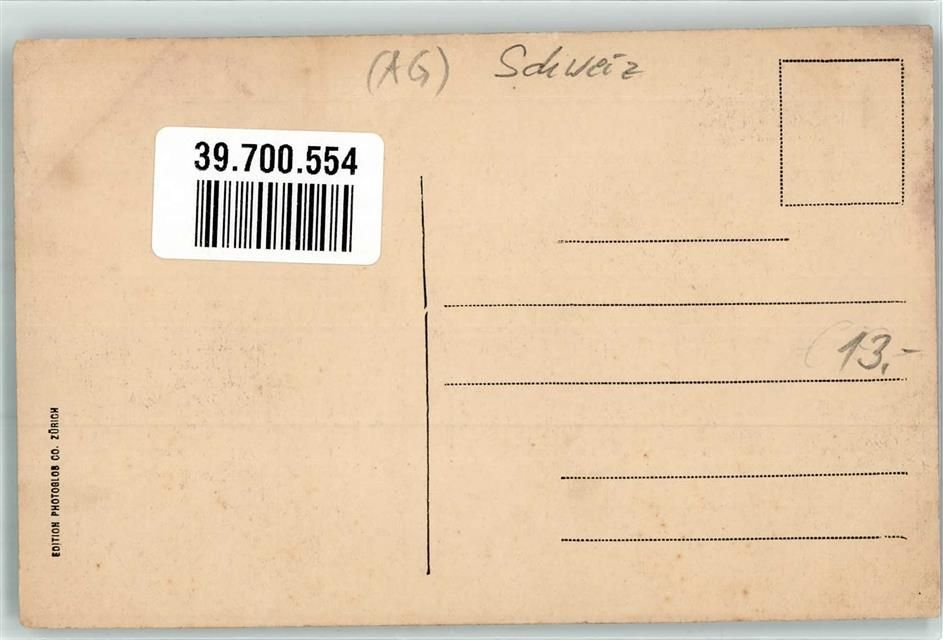 (AG) Schweiz
39.700.554
13.-
EDITION PHOTOGLOB CO. ZÜRICH